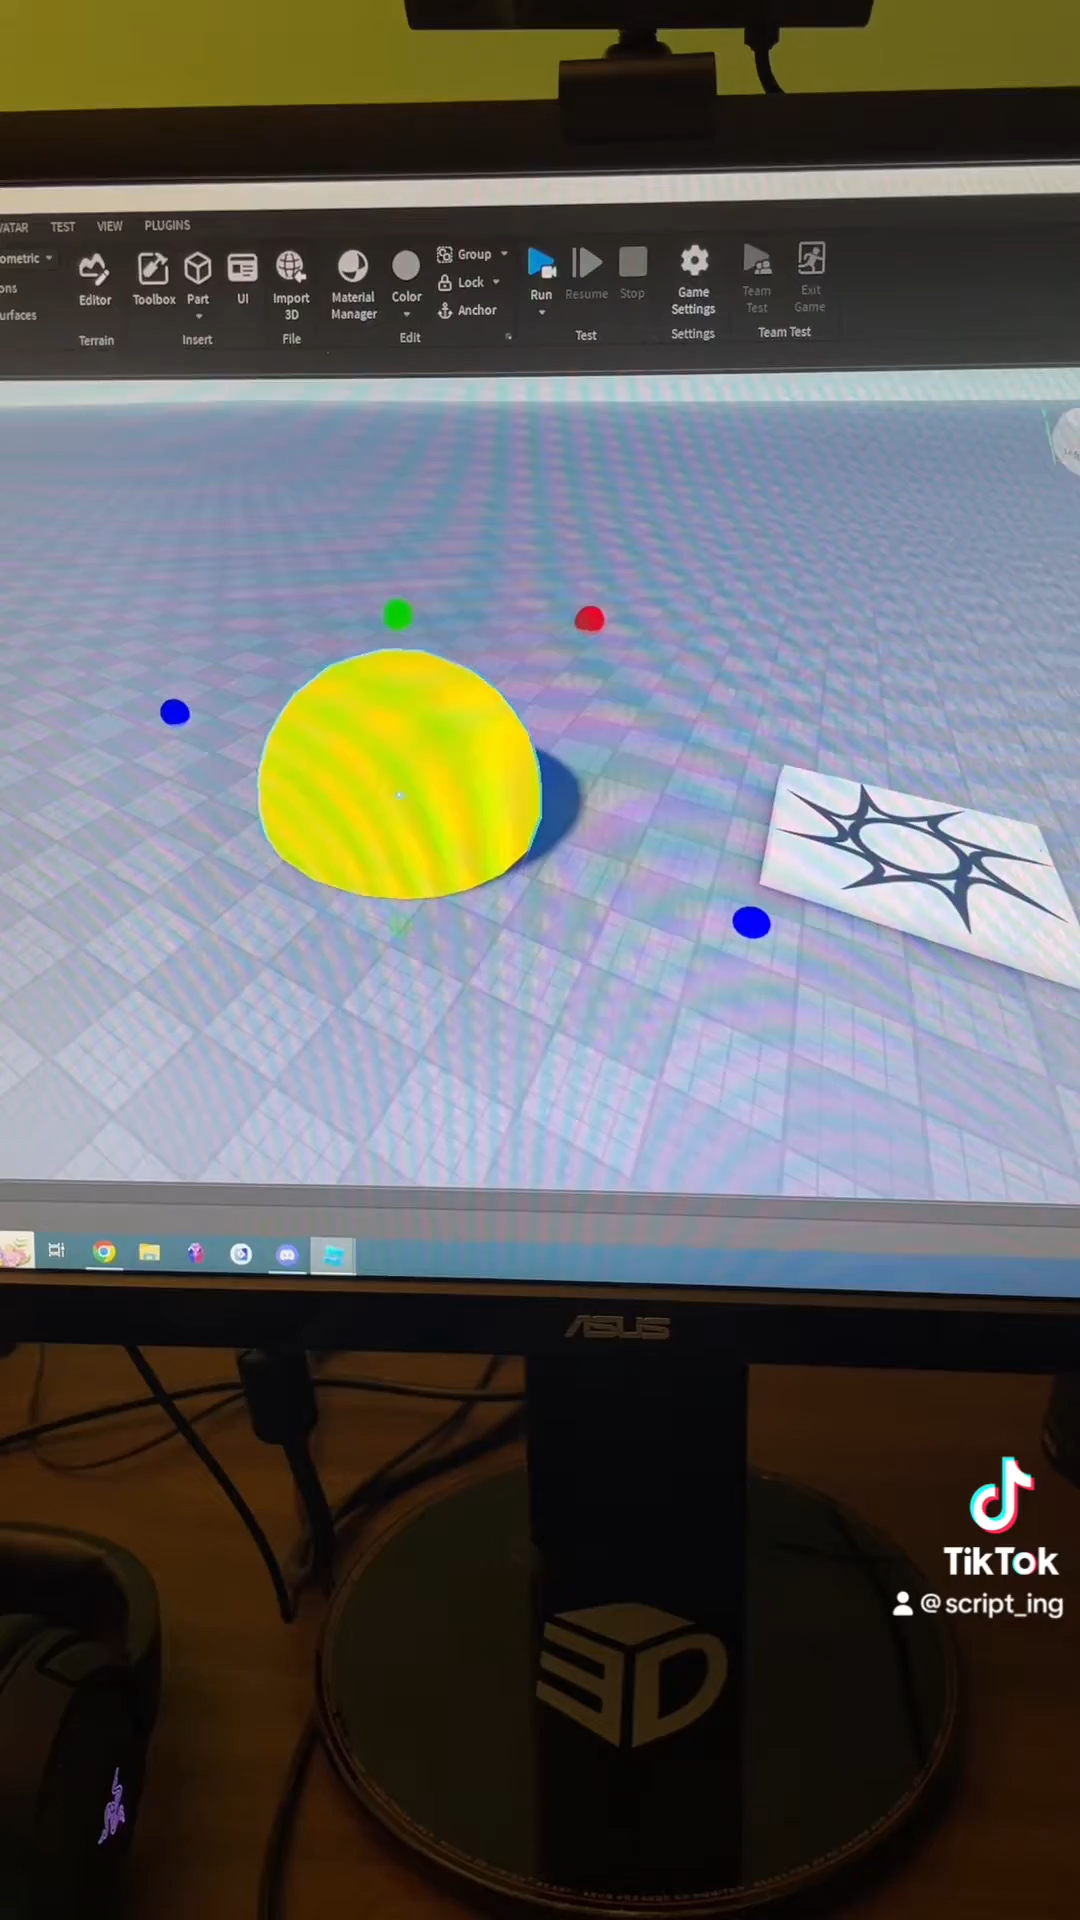 VATAR TEST VIEW PLUGINS
ometric
ons
urfaces
Editor
Terrain
Toolbox Part UI
Insert
Import
3D
File
Material
Manager
Color
Group
Lock
Anchor
Edit
Run Resume Stop
Test
Game
Settings
Settings
Team
Test
Exit
Game
Team Test
ASUS
3D
TikTok
@script_ing